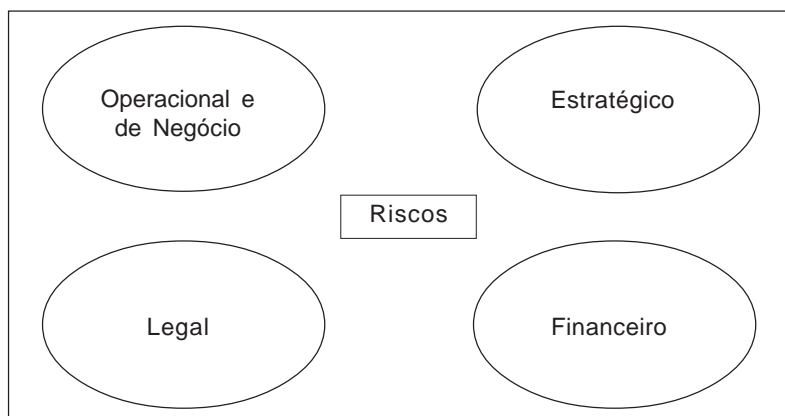 Operacional e
de Negócio
Estratégico
Riscos
Legal
Financeiro